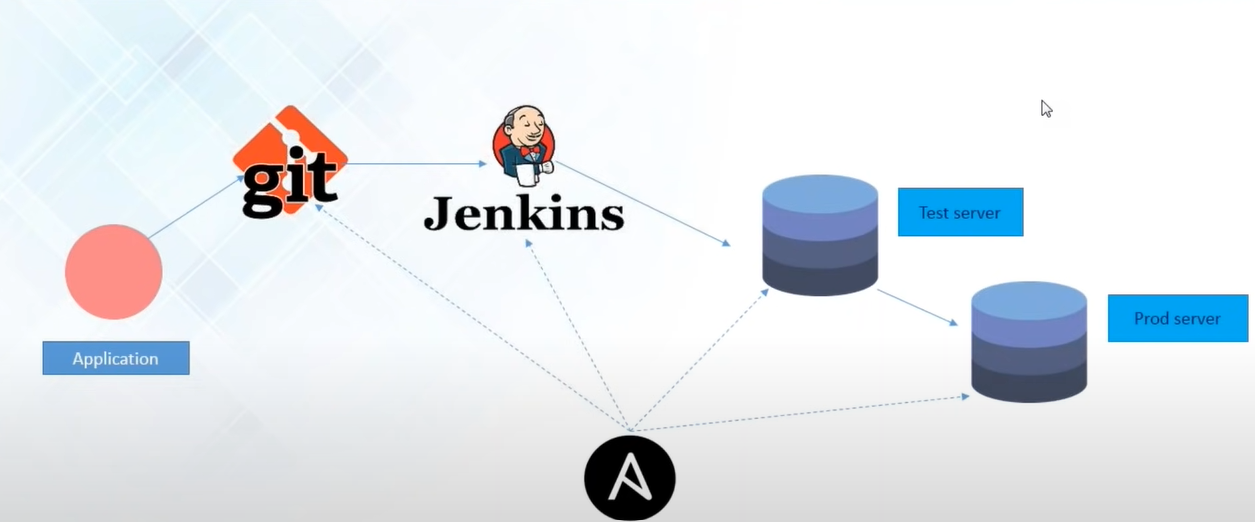 git
Jenkins
Test server
Prod server
Application